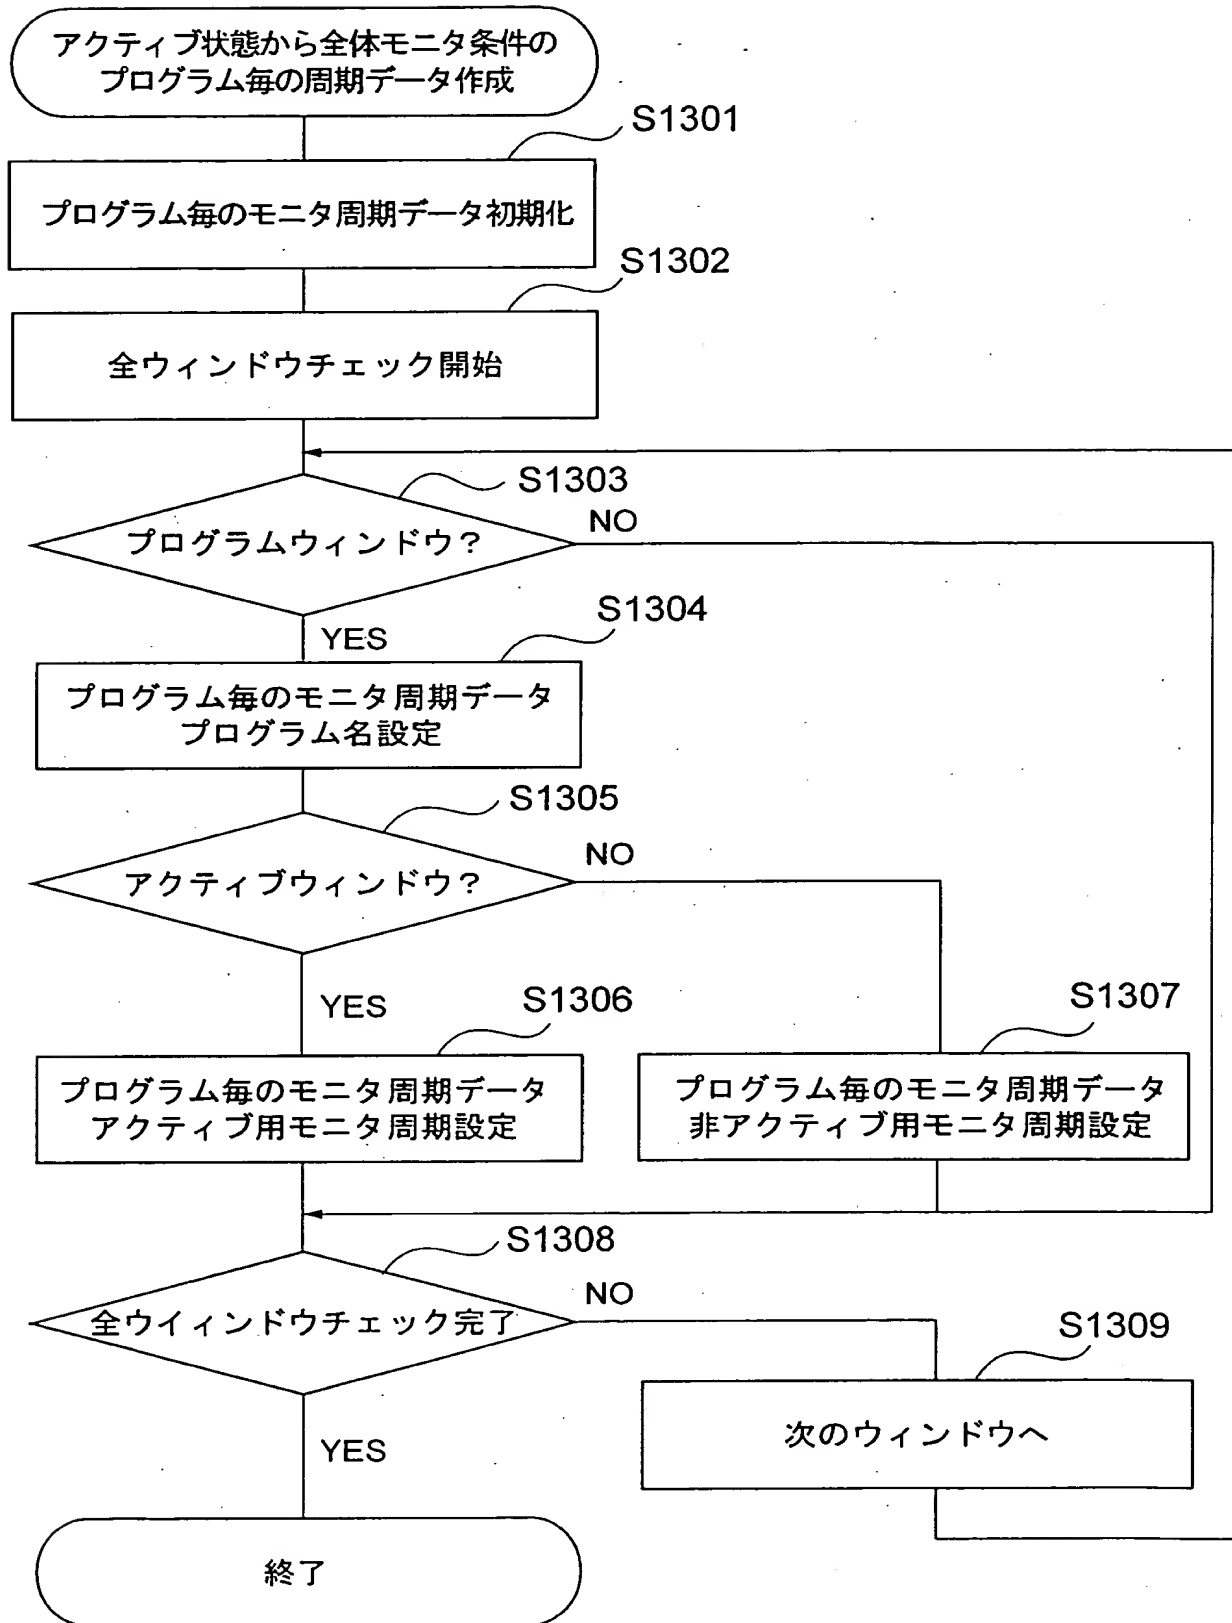 アクティブ状態から全体モニタ条件の
プログラム毎の周期データ作成
S1301
プログラム毎のモニタ周期データ初期化
S1302
全ウィンドウチェック開始
S1303
プログラムウィンドウ?
NO
YES
S1304
プログラム毎のモニタ周期データ
プログラム名設定
S1305
アクティブウィンドウ?
NO
YES
S1306
プログラム毎のモニタ周期データ
アクティブ用モニタ周期設定
S1307
プログラム毎のモニタ周期データ
非アクティブ用モニタ周期設定
S1308
全ウイィンドウチェック完了
NO
YES
S1309
次のウィンドウへ
終了